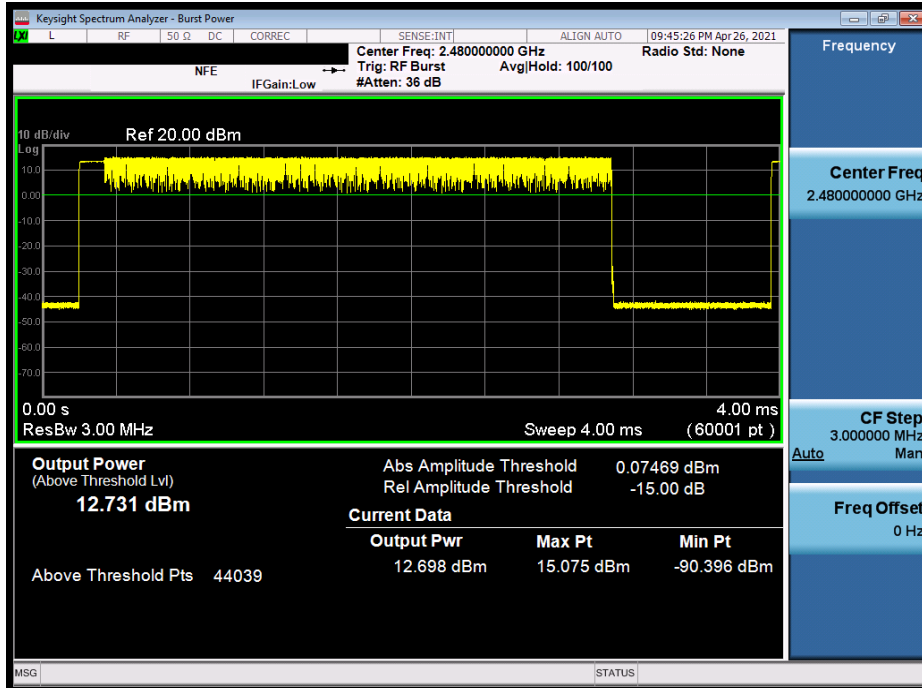 Keysight Spectrum Analyzer - Burst Power
LXI L RF 50 Ω DC CORREC SENSE:INT ALIGN AUTO 09:45:26 PM Apr 26, 2021
Center Freq: 2.480000000 GHz Radio Std: None
NFE Trig: RF Burst Avg|Hold: 100/100
IFGain:Low #Atten: 36 dB
Frequency
10 dB/div Ref 20.00 dBm
Log
10.0
0.00
-10.0
-20.0
-30.0
-40.0
-50.0
-60.0
-70.0
0.00 s 4.00 ms
ResBw 3.00 MHz Sweep 4.00 ms (60001 pt)
Center Freq
2.480000000 GHz
CF Step
3.000000 MHz
Auto Man
Freq Offset
0 Hz
Output Power
(Above Threshold Lvl)
12.731 dBm
Above Threshold Pts 44039
Abs Amplitude Threshold 0.07469 dBm
Rel Amplitude Threshold -15.00 dB
Current Data
Output Pwr Max Pt Min Pt
12.698 dBm 15.075 dBm -90.396 dBm
MSG STATUS